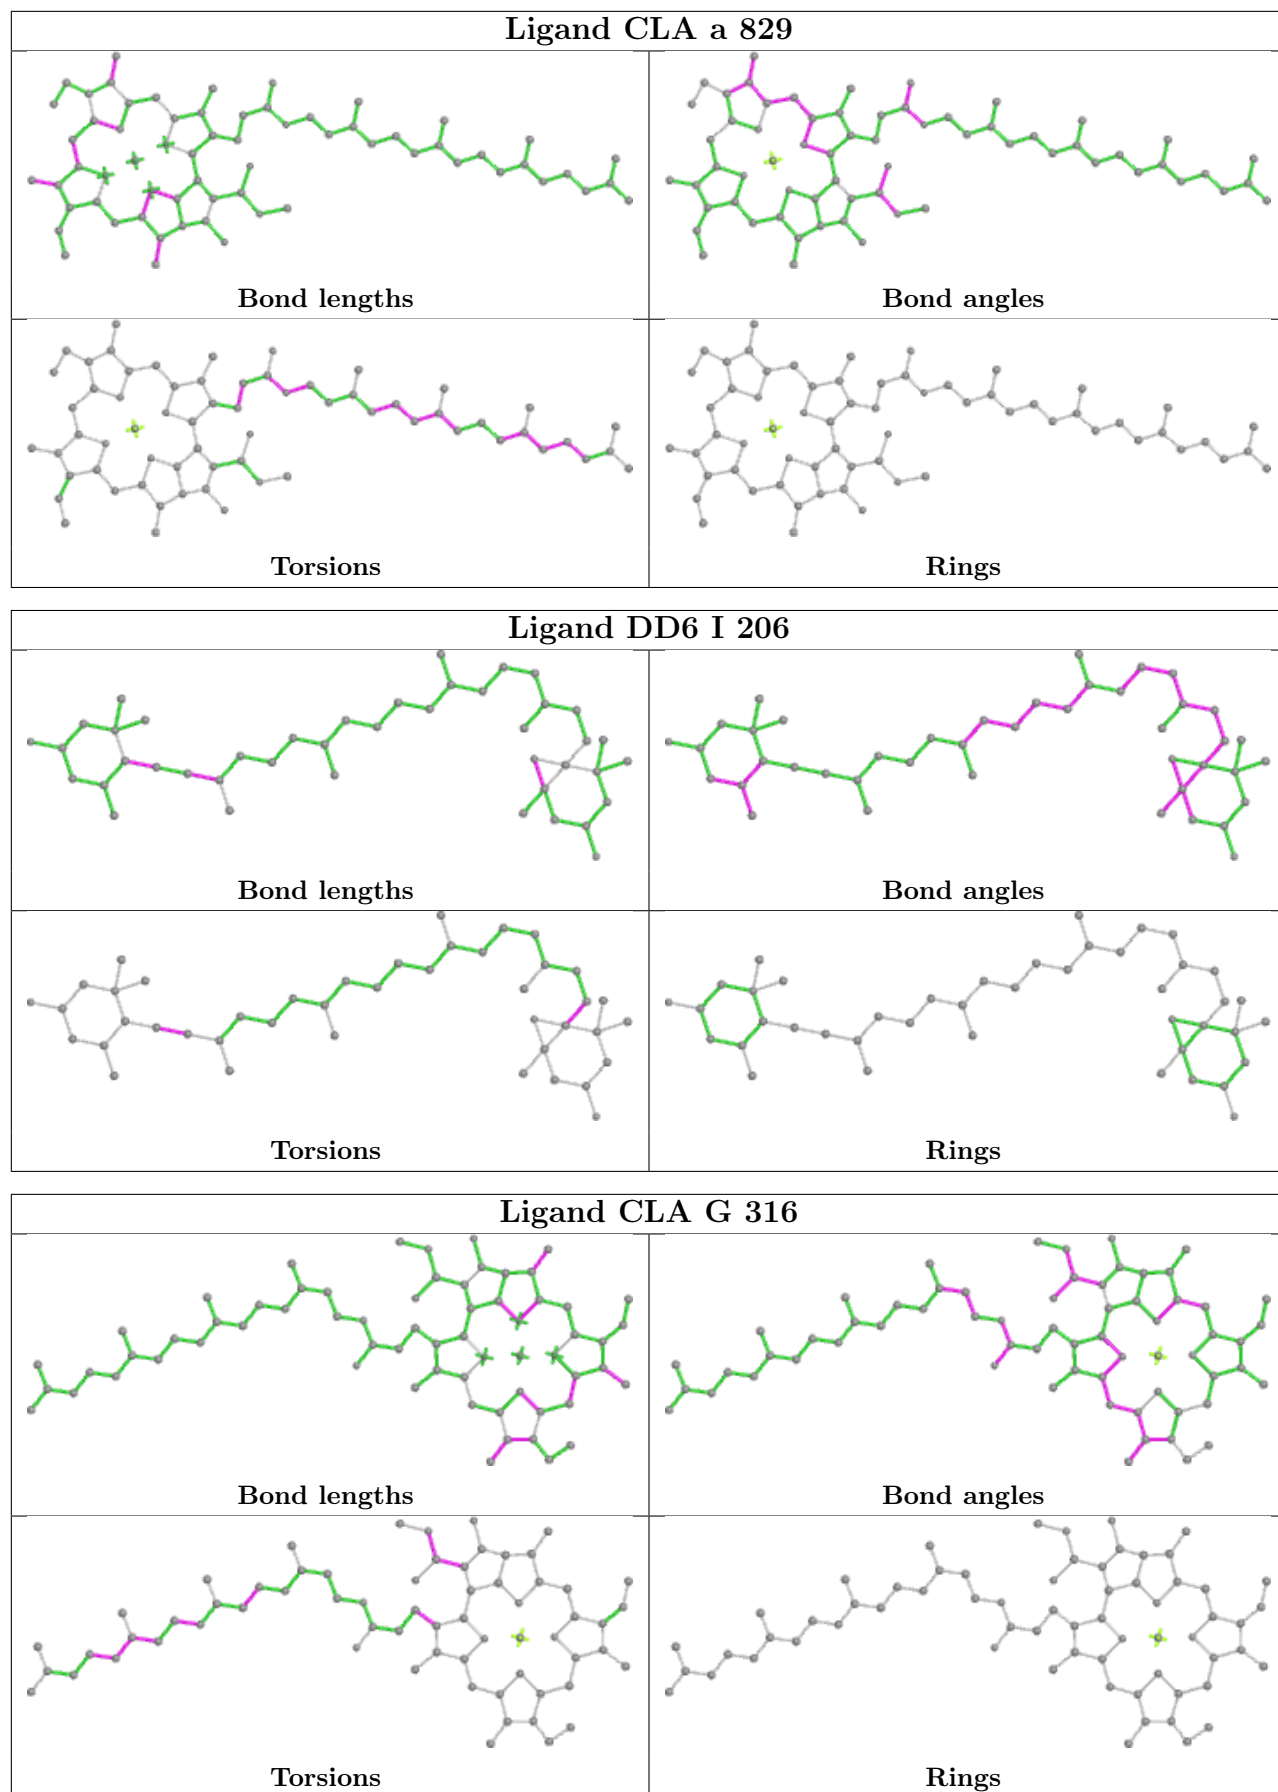 Ligand CLA a 829
Bond lengths
Bond angles
Torsions
Rings
Ligand DD6 I 206
Bond lengths
Bond angles
Torsions
Rings
Ligand CLA G 316
Bond lengths
Bond angles
Torsions
Rings